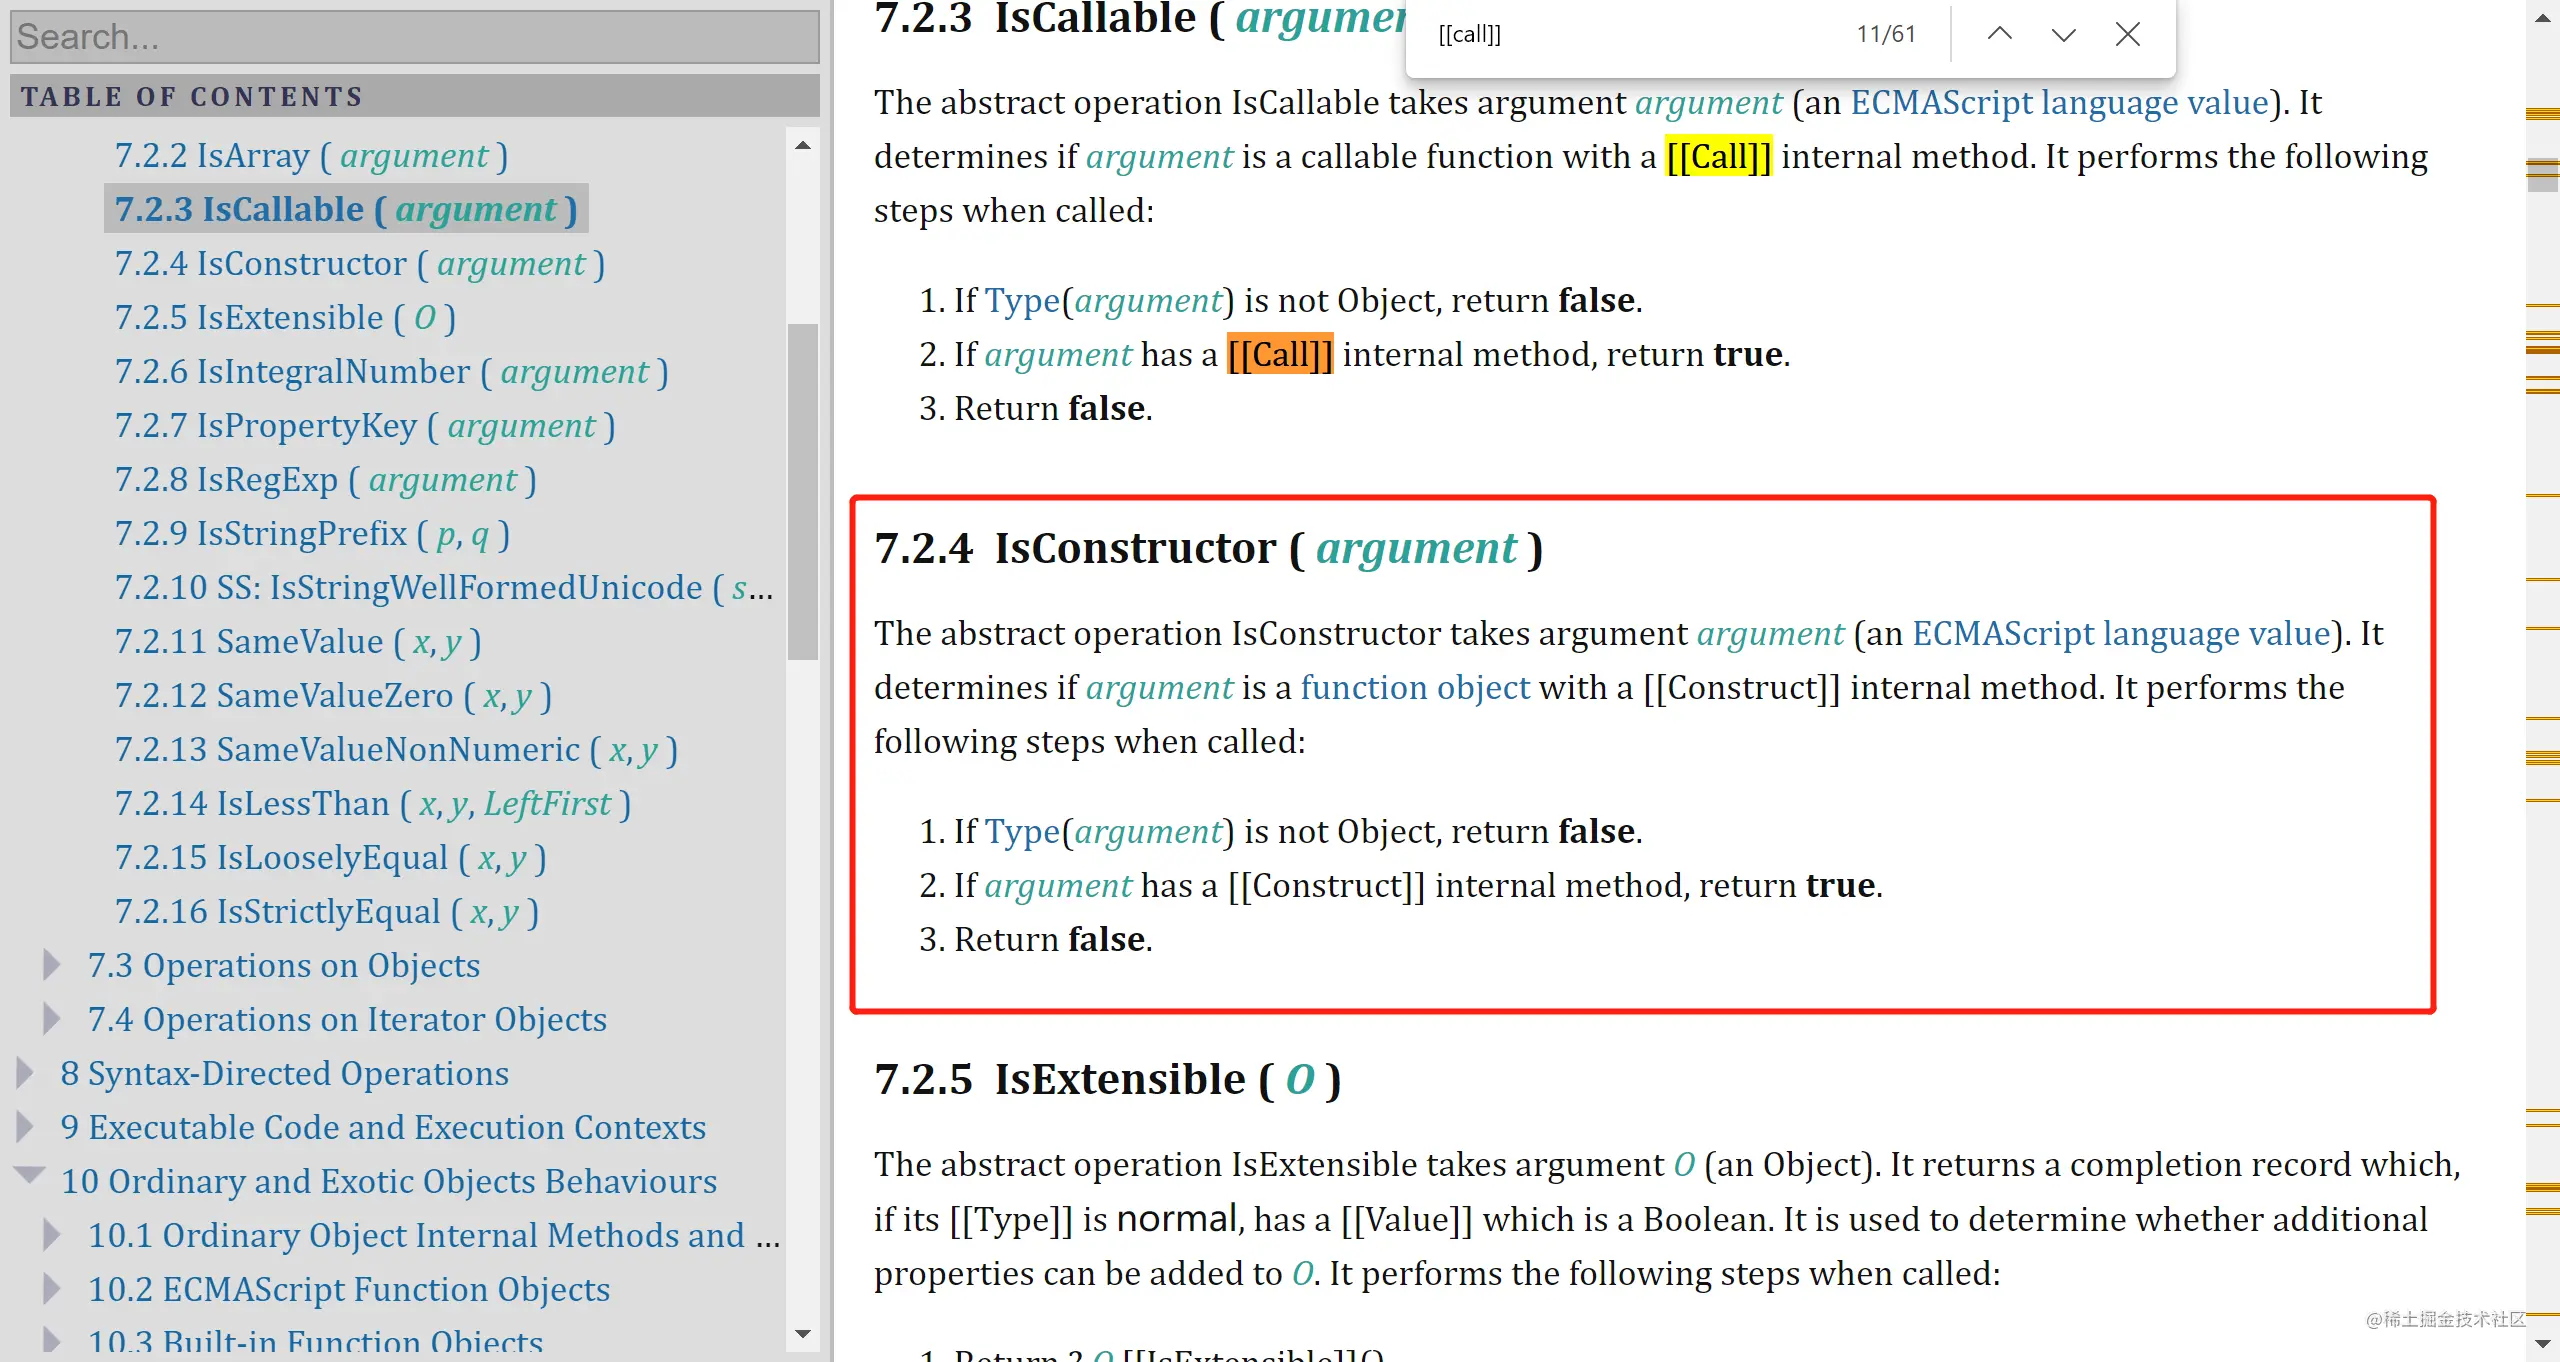 Search...
TABLE OF CONTENTS
7.2.2 IsArray ( argument )
7.2.3 IsCallable ( argument )
7.2.4 IsConstructor ( argument )
7.2.5 IsExtensible ( O )
7.2.6 IsIntegralNumber ( argument )
7.2.7 IsPropertyKey ( argument )
7.2.8 IsRegExp ( argument )
7.2.9 IsStringPrefix ( p, q )
7.2.10 SS: IsStringWellFormedUnicode ( s...
7.2.11 SameValue ( x, y )
7.2.12 SameValueZero ( x, y )
7.2.13 SameValueNonNumeric ( x, y )
7.2.14 IsLessThan ( x, y, LeftFirst )
7.2.15 IsLooselyEqual ( x, y )
7.2.16 IsStrictlyEqual ( x, y )
7.3 Operations on Objects
7.4 Operations on Iterator Objects
8 Syntax-Directed Operations
9 Executable Code and Execution Contexts
10 Ordinary and Exotic Objects Behaviours
10.1 Ordinary Object Internal Methods and ...
10.2 ECMAScript Function Objects
10.3 Built-in Function Objects
7.2.3 IsCallable ( argumen
[[call]]
11/61
The abstract operation IsCallable takes argument argument (an ECMAScript language value). It
determines if argument is a callable function with a [[Call]] internal method. It performs the following
steps when called:
1. If Type(argument) is not Object, return false.
2. If argument has a [[Call]] internal method, return true.
3. Return false.
7.2.4 IsConstructor ( argument )
The abstract operation IsConstructor takes argument argument (an ECMAScript language value). It
determines if argument is a function object with a [[Construct]] internal method. It performs the
following steps when called:
1. If Type(argument) is not Object, return false.
2. If argument has a [[Construct]] internal method, return true.
3. Return false.
7.2.5 IsExtensible ( O )
The abstract operation IsExtensible takes argument O (an Object). It returns a completion record which,
if its [[Type]] is normal, has a [[Value]] which is a Boolean. It is used to determine whether additional
properties can be added to O. It performs the following steps when called:
1. Return ? O.[[IsExtensible]]()
@稀土掘金技术社区